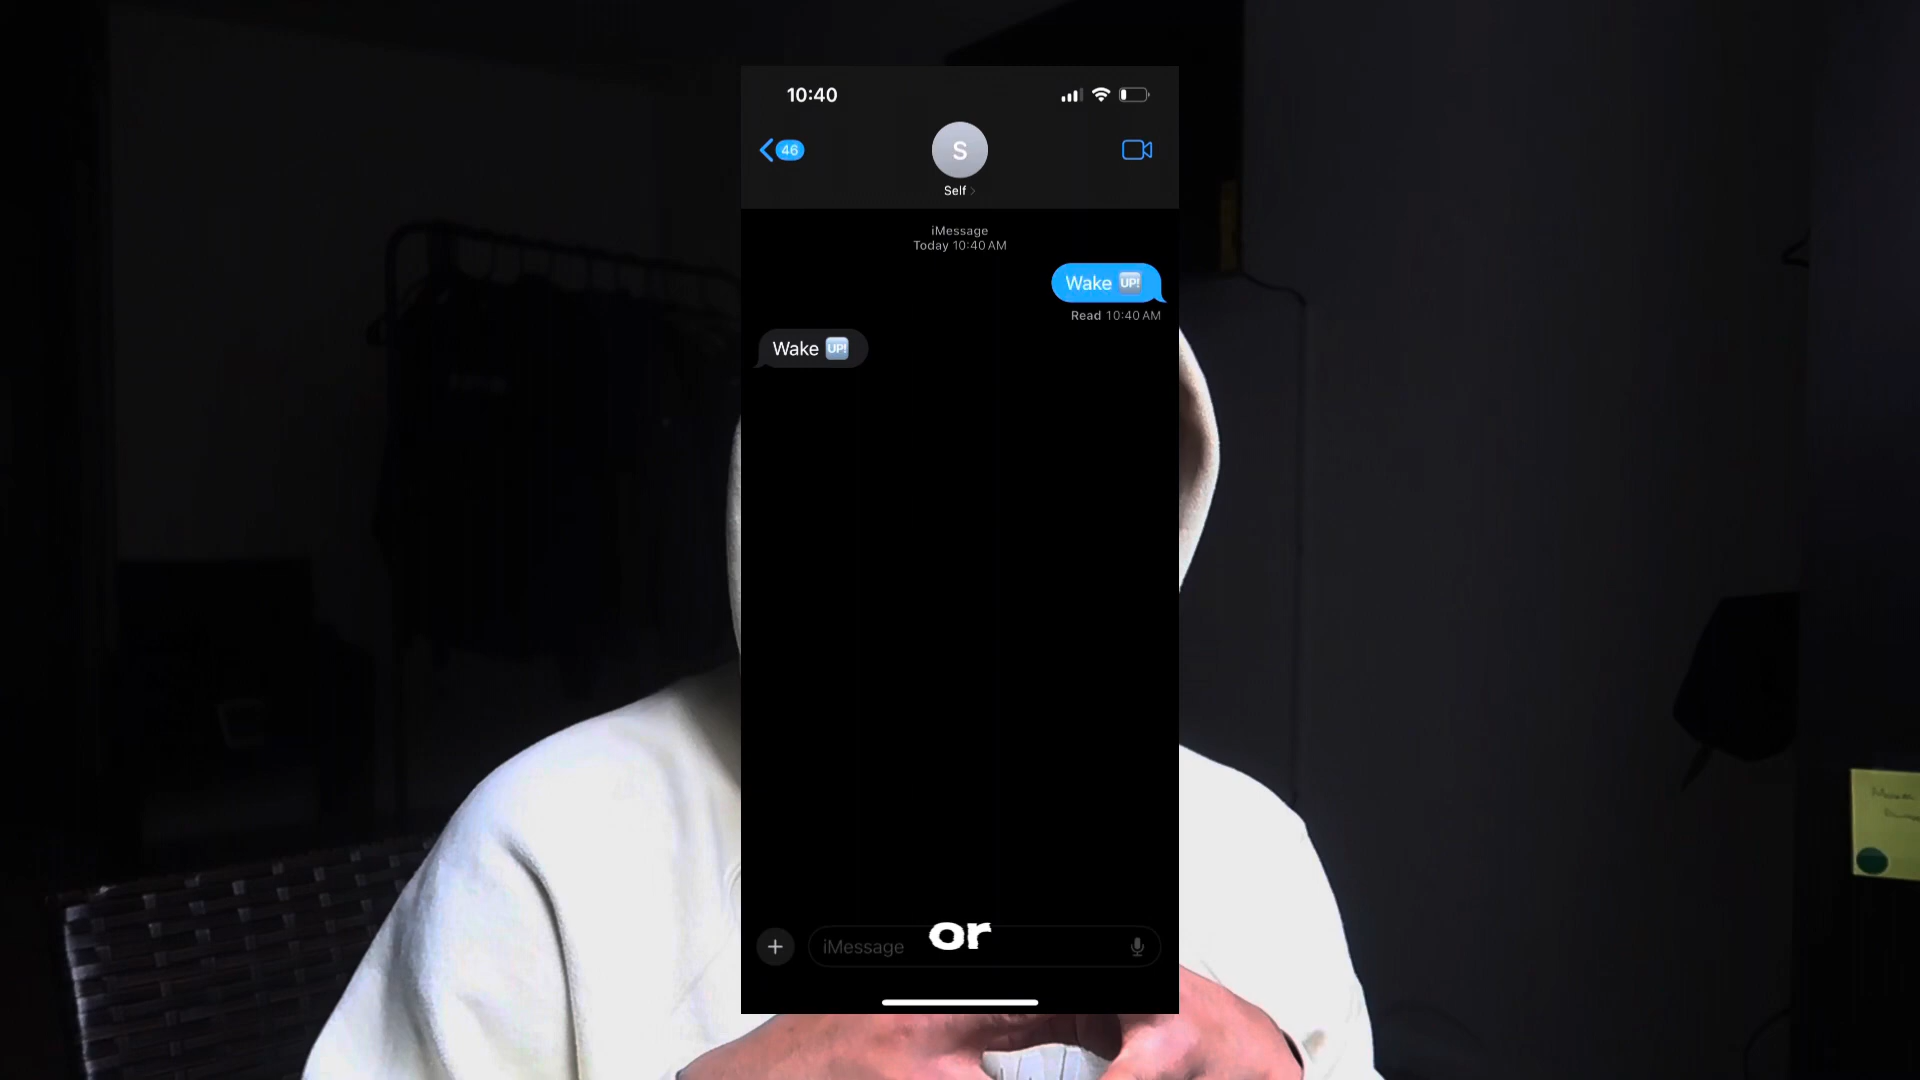 10:40
46
S
Self
iMessage
Today 10:40 AM
Wake UP!
Read 10:40 AM
Wake UP!
iMessage
or